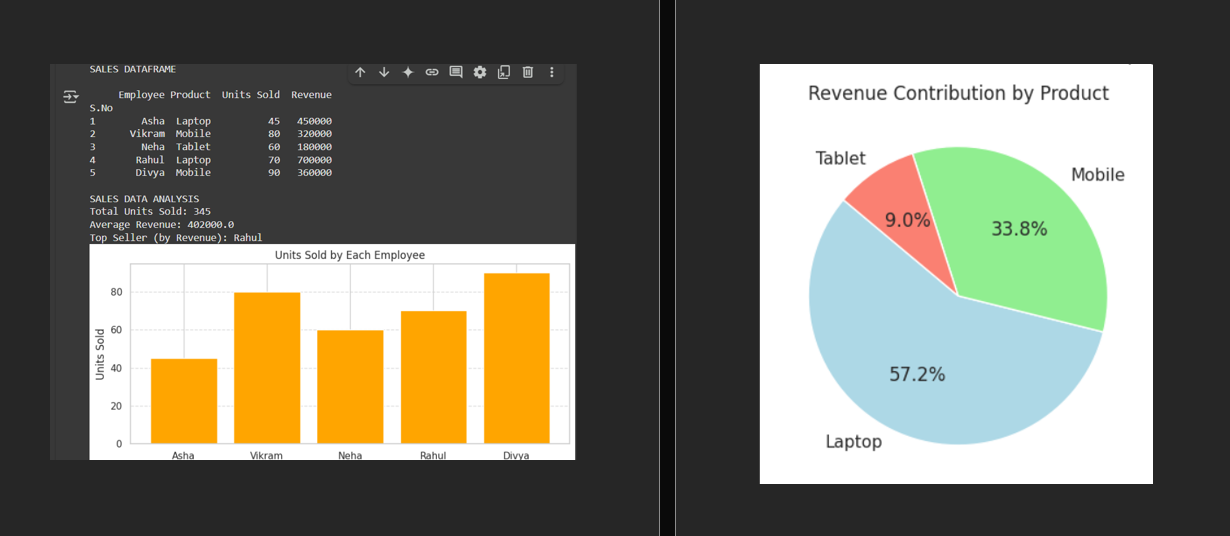 SALES DATAFRAME
Employee Product Units Sold Revenue
S.No
1 Asha Laptop 45 450000
2 Vikram Mobile 80 320000
3 Neha Tablet 60 180000
4 Rahul Laptop 70 700000
5 Divya Mobile 90 360000
SALES DATA ANALYSIS
Total Units Sold: 345
Average Revenue: 402000.0
Top Seller (by Revenue): Rahul
Units Sold by Each Employee
Units Sold
80
60
40
20
0
Asha Vikram Neha Rahul Divya
Revenue Contribution by Product
Tablet
Mobile
9.0%
33.8%
57.2%
Laptop